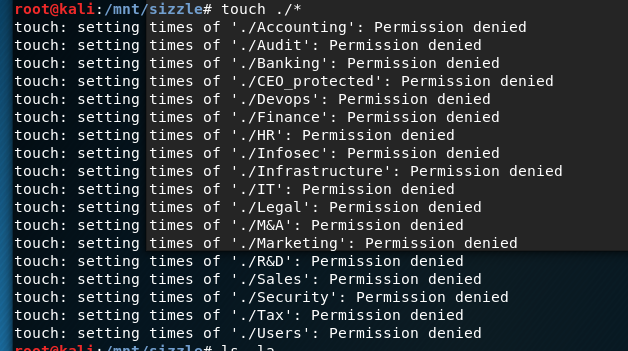 root@kali:/mnt/sizzle# touch ./*
touch: setting times of './Accounting': Permission denied
touch: setting times of './Audit': Permission denied
touch: setting times of './Banking': Permission denied
touch: setting times of './CEO_protected': Permission denied
touch: setting times of './Devops': Permission denied
touch: setting times of './Finance': Permission denied
touch: setting times of './HR': Permission denied
touch: setting times of './Infosec': Permission denied
touch: setting times of './Infrastructure': Permission denied
touch: setting times of './IT': Permission denied
touch: setting times of './Legal': Permission denied
touch: setting times of './M&A': Permission denied
touch: setting times of './Marketing': Permission denied
touch: setting times of './R&D': Permission denied
touch: setting times of './Sales': Permission denied
touch: setting times of './Security': Permission denied
touch: setting times of './Tax': Permission denied
touch: setting times of './Users': Permission denied
root@kali:/mnt/sizzle# ls -la